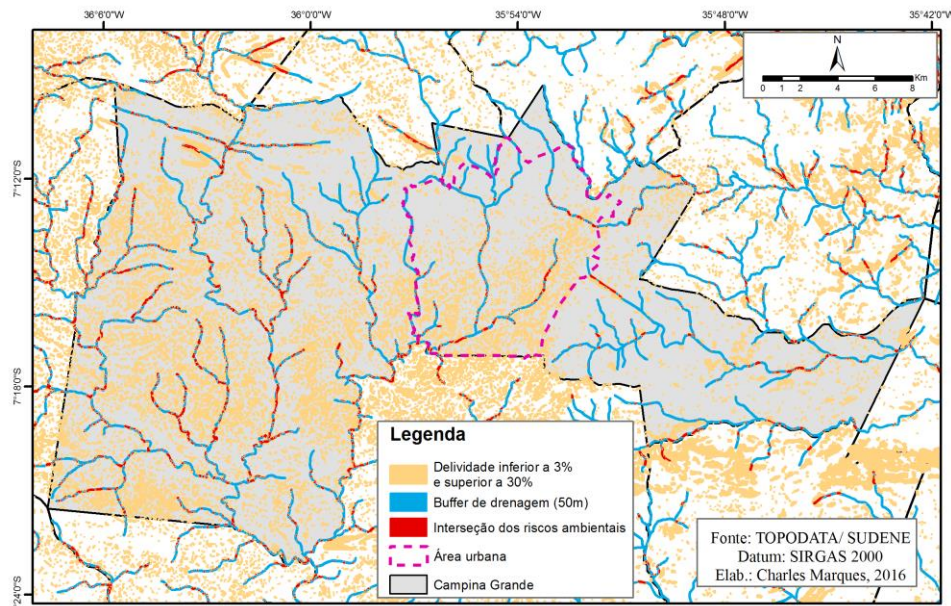 36°6'0"W 36°0'0"W 35°54'0"W 35°48'0"W 35°42'0"W
N
Km
0 1 2 4 6 8
7°12'0"S
7°18'0"S
7°24'0"S
Legenda
Delividade inferior a 3%
e superior a 30%
Buffer de drenagem (50m)
Interseção dos riscos ambientais
Área urbana
Campina Grande
Fonte: TOPODATA/ SUDENE
Datum: SIRGAS 2000
Elab.: Charles Marques, 2016